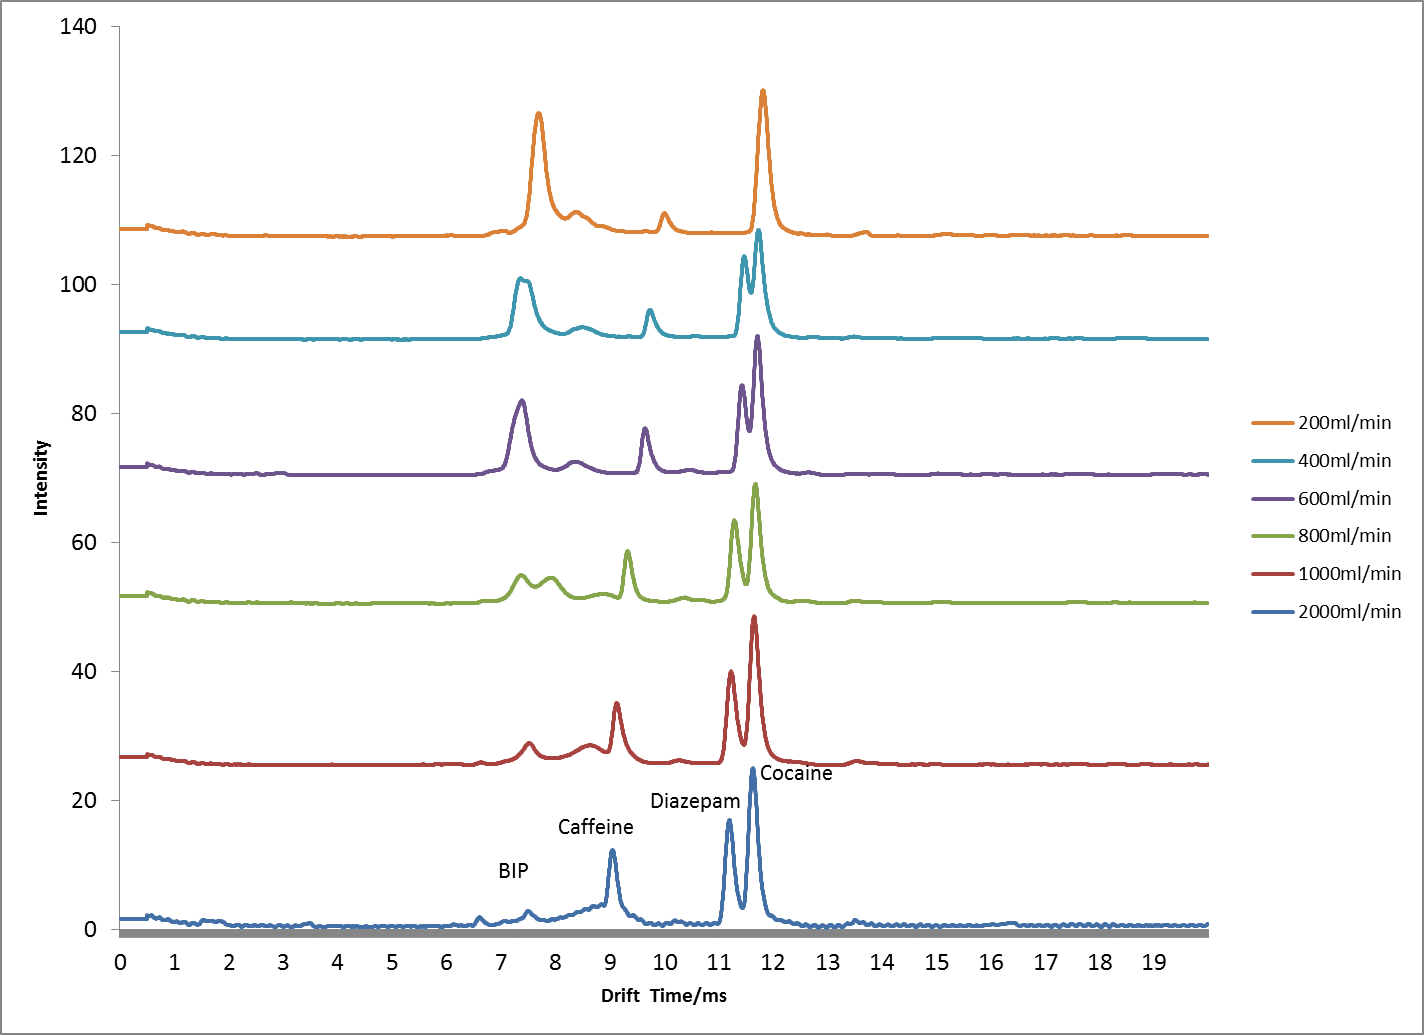 140
120
100
80
60
40
20
0
Intensity
BIP
Caffeine
Diazepam
Cocaine
0 1 2 3 4 5 6 7 8 9 10 11 12 13 14 15 16 17 18 19
Drift Time/ms
200ml/min
400ml/min
600ml/min
800ml/min
1000ml/min
2000ml/min